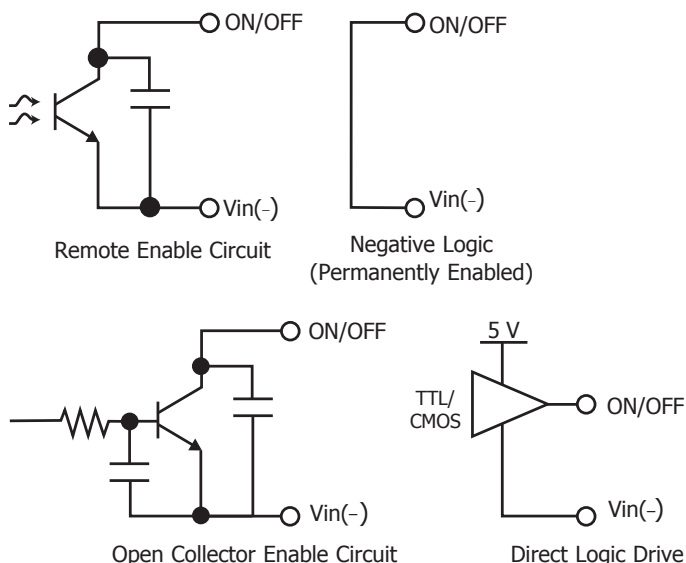 ON/OFF
Vin(–)
Remote Enable Circuit
ON/OFF
Vin(–)
Negative Logic
(Permanently Enabled)
ON/OFF
Vin(–)
Open Collector Enable Circuit
5 V
TTL/
CMOS
ON/OFF
Vin(–)
Direct Logic Drive